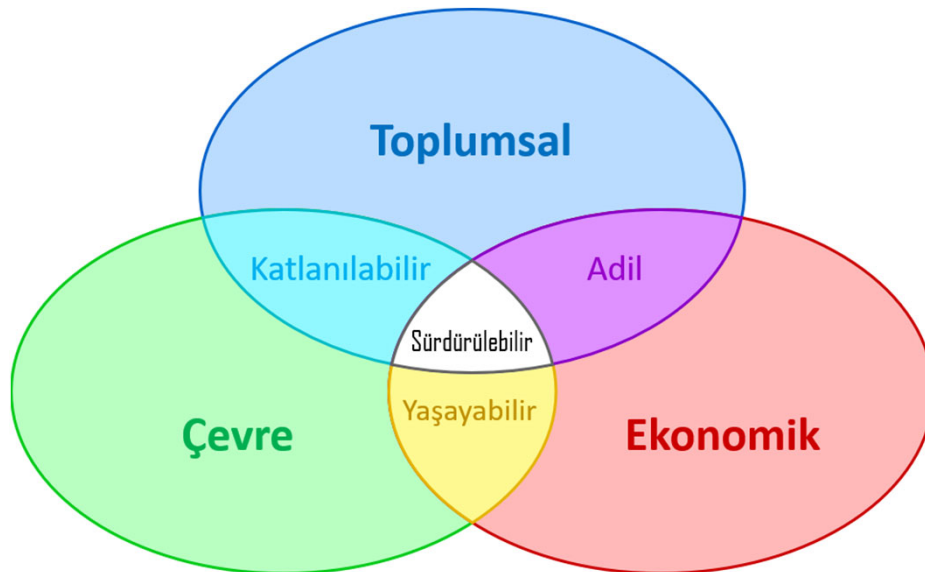 Toplumsal
Katlanılabilir
Adil
Sürdürülebilir
Yaşayabilir
Çevre
Ekonomik